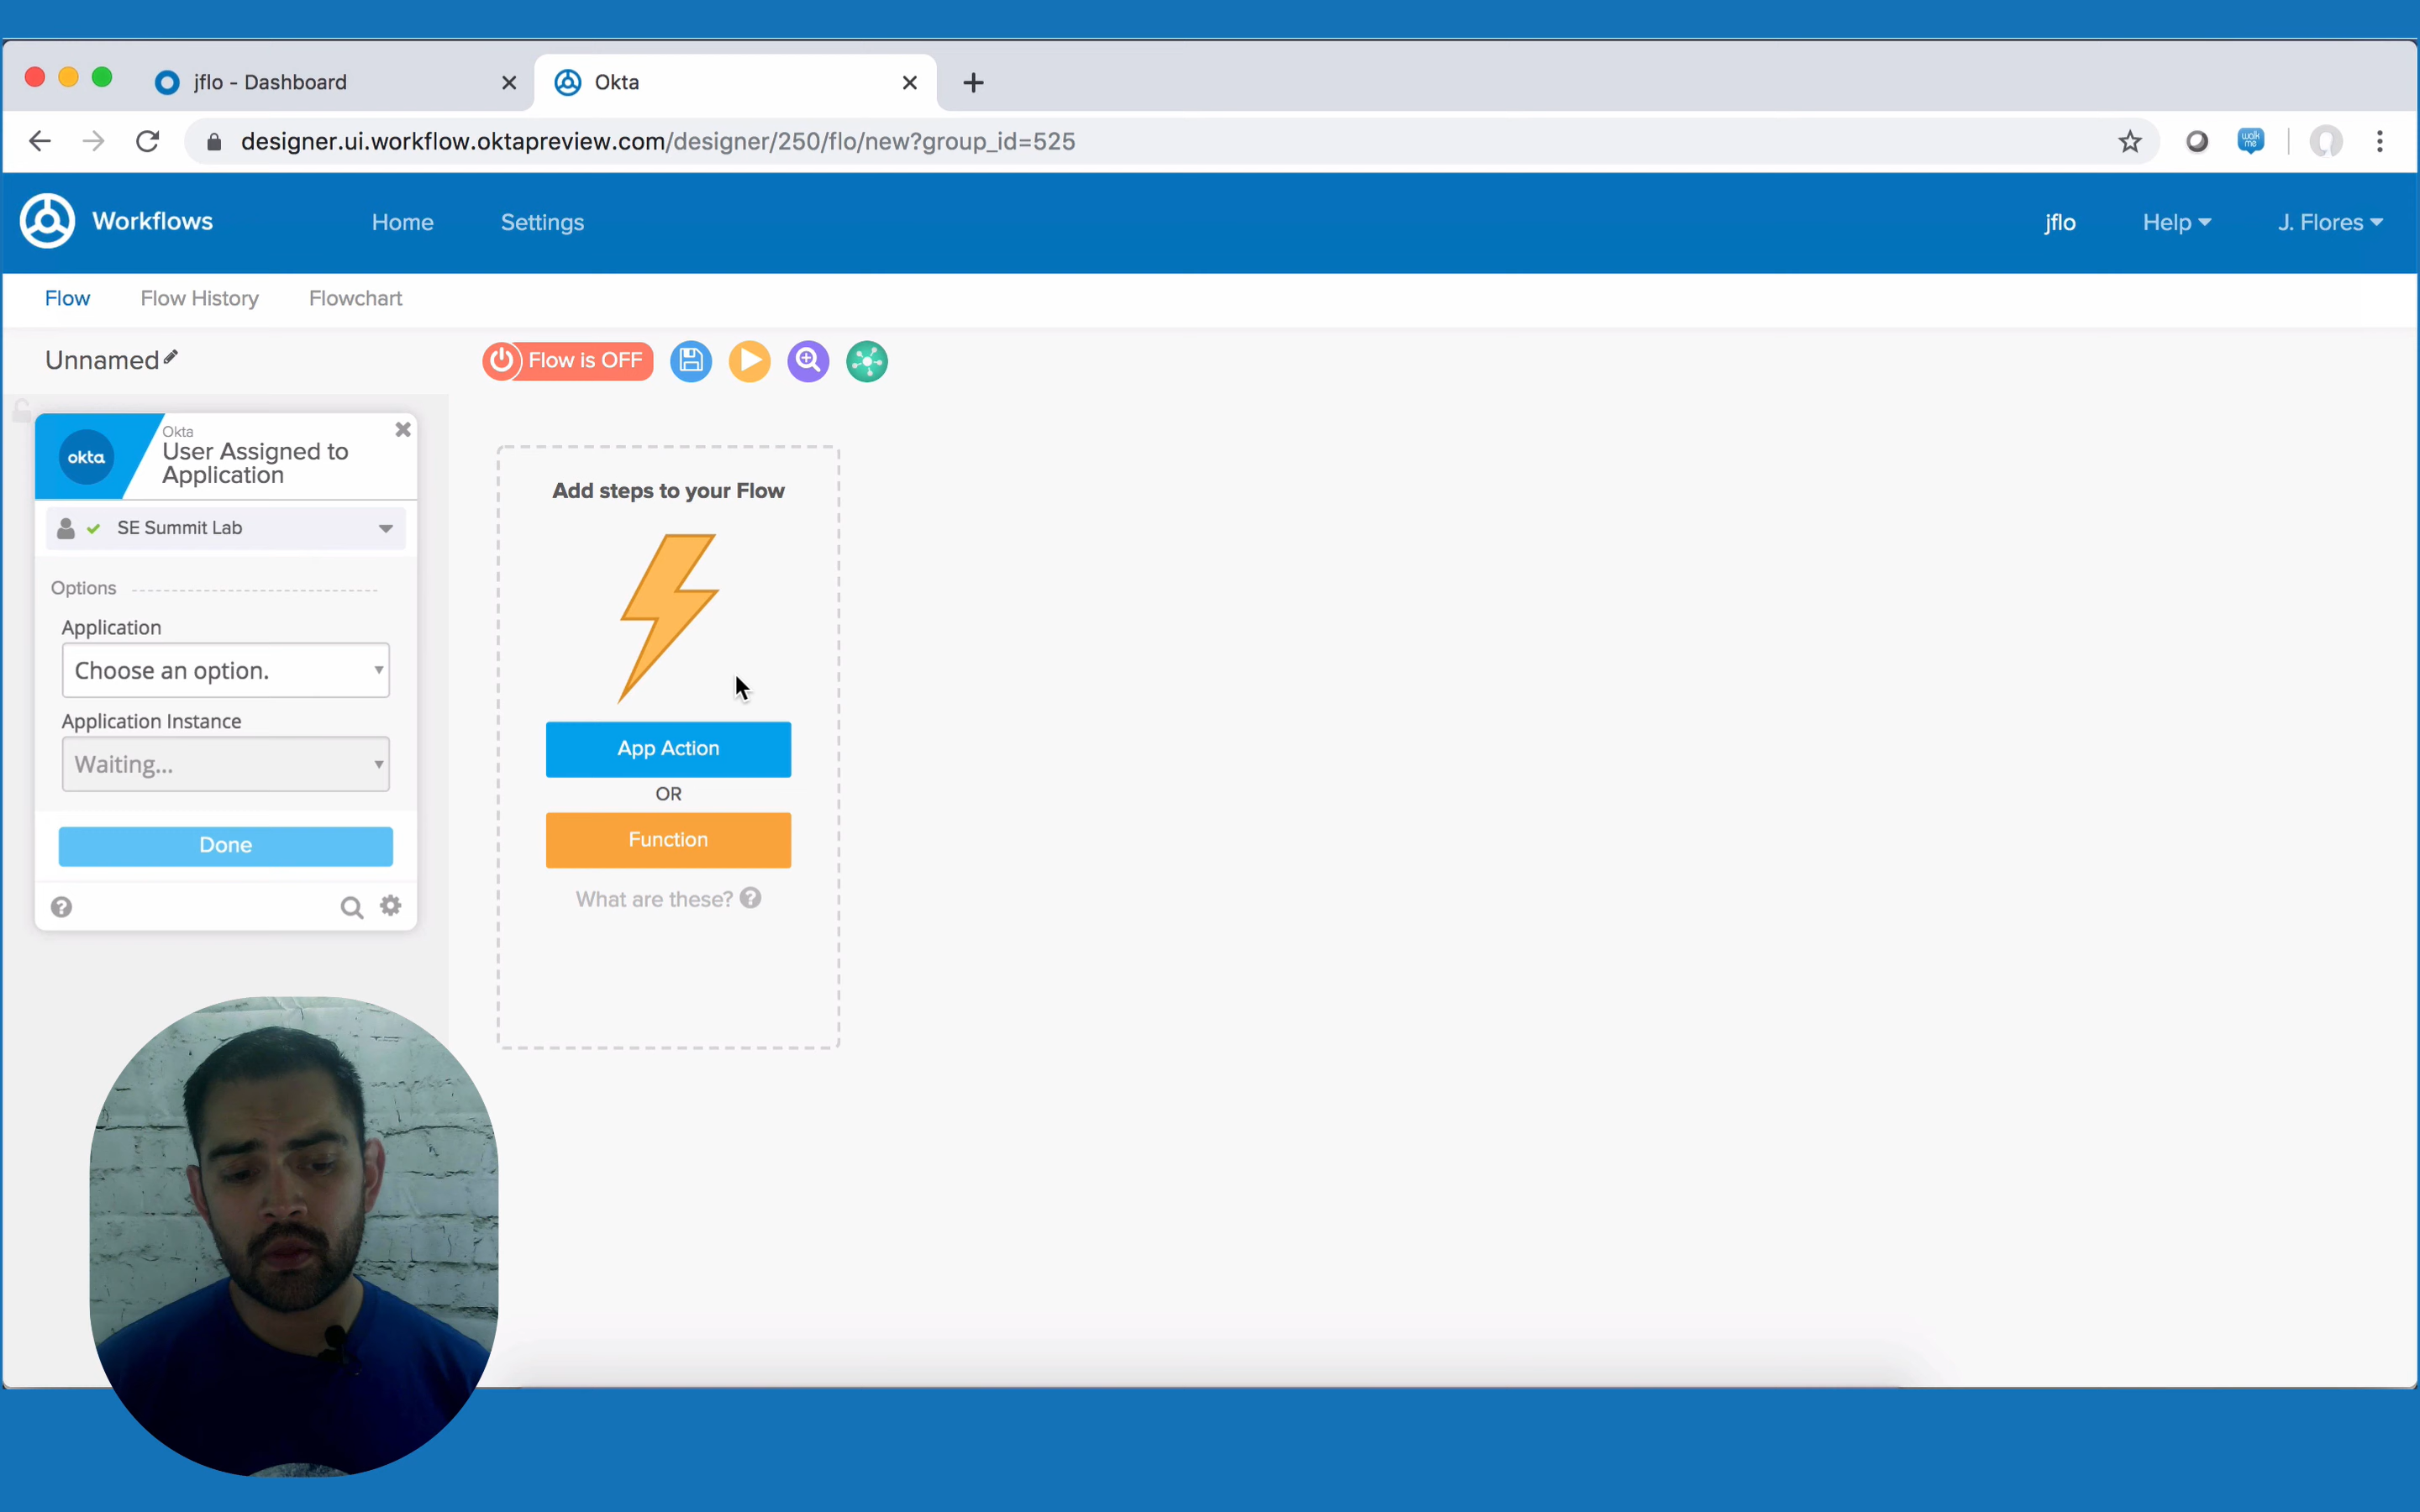 jflo - Dashboard
Okta
designer.ui.workflow.oktapreview.com/designer/250/flo/new?group_id=525
walk me
Workflows
Home
Settings
jflo
Help
J. Flores
Flow
Flow History
Flowchart
Unnamed
Flow is OFF
okta
Okta
User Assigned to
Application
SE Summit Lab
Options
Application
Choose an option.
Application Instance
Waiting...
Done
Add steps to your Flow
App Action
OR
Function
What are these?